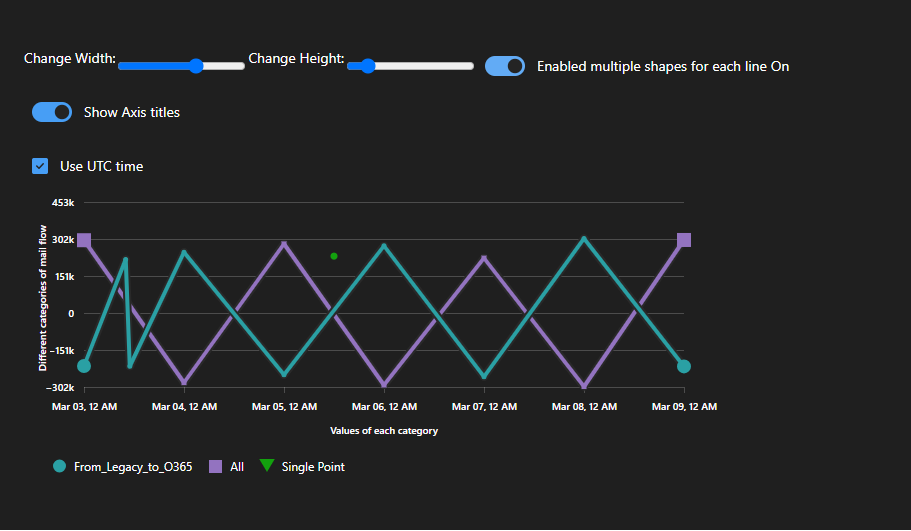 Change Width: Change Height: Enabled multiple shapes for each line On
Show Axis titles
Use UTC time
453k
302k
151k
0
−151k
−302k
Different categories of mail flow
Mar 03, 12 AM Mar 04, 12 AM Mar 05, 12 AM Mar 06, 12 AM Mar 07, 12 AM Mar 08, 12 AM Mar 09, 12 AM
Values of each category
From_Legacy_to_O365 All Single Point